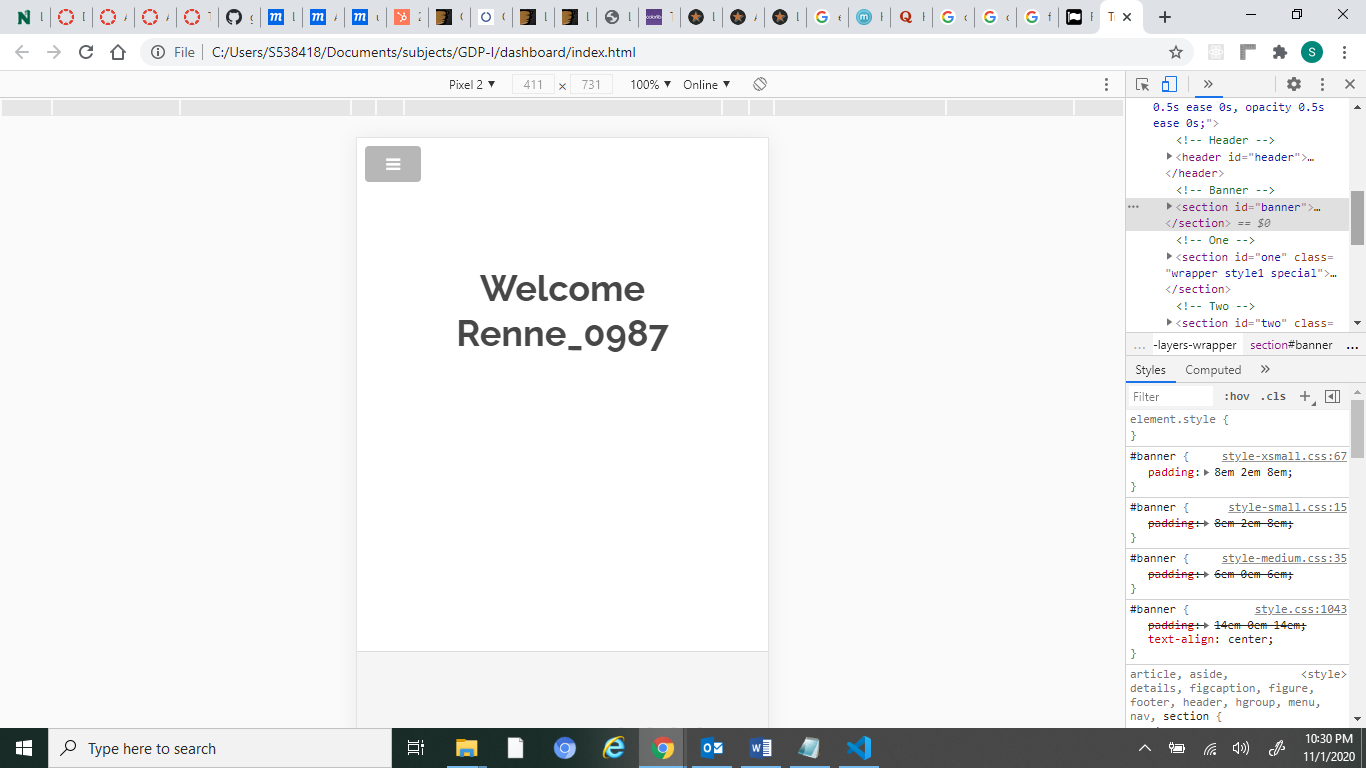 File C:/Users/S538418/Documents/subjects/GDP-I/dashboard/index.html
S
Pixel 2 ▼ 411 × 731 100% ▼ Online ▼
Welcome
Renne_0987
0.5s ease 0s, opacity 0.5s
ease 0s;">
<!-- Header -->
▶<header id="header">…
</header>
<!-- Banner -->
… ▶<section id="banner">…
</section> == $0
<!-- One -->
▶<section id="one" class=
"wrapper style1 special">…
</section>
<!-- Two -->
▶<section id="two" class=
... -layers-wrapper section#banner ...
Styles Computed »
Filter :hov .cls +
element.style {
}
#banner { style-xsmall.css:67
padding:▶ 8em 2em 8em;
}
#banner { style-small.css:15
padding:▶ 8em 2em 8em;
}
#banner { style-medium.css:35
padding:▶ 6em 0em 6em;
}
#banner { style.css:1043
padding:▶ 14em 0em 14em;
text-align: center;
}
article, aside, <style>
details, figcaption, figure,
footer, header, hgroup, menu,
nav, section {
Type here to search
10:30 PM
11/1/2020